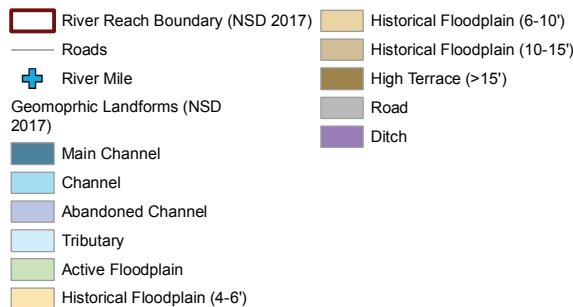 River Reach Boundary (NSD 2017)
Roads
River Mile
Geomoprhic Landforms (NSD
2017)
Main Channel
Channel
Abandoned Channel
Tributary
Active Floodplain
Historical Floodplain (4-6')
Historical Floodplain (6-10')
Historical Floodplain (10-15')
High Terrace (>15')
Road
Ditch